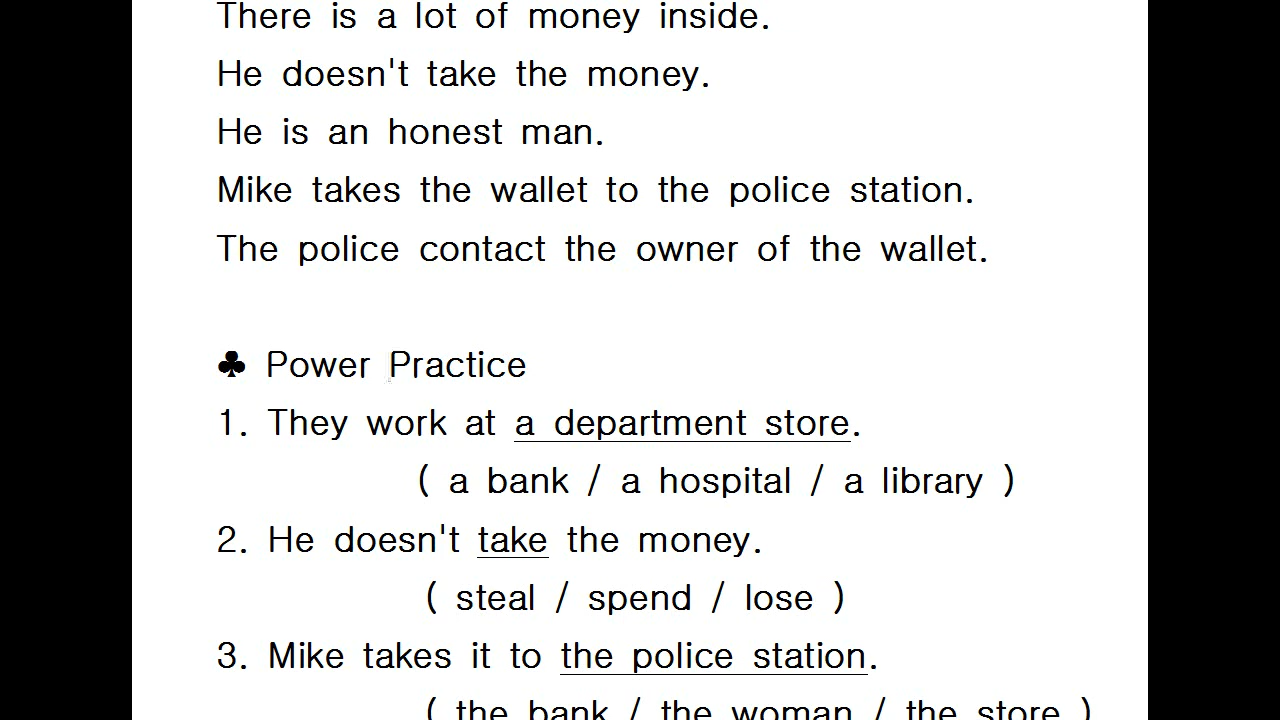 There is a lot of money inside.
He doesn't take the money.
He is an honest man.
Mike takes the wallet to the police station.
The police contact the owner of the wallet.
♣ Power Practice
1. They work at a department store.
( a bank / a hospital / a library )
2. He doesn't take the money.
( steal / spend / lose )
3. Mike takes it to the police station.
( the bank / the woman / the store )